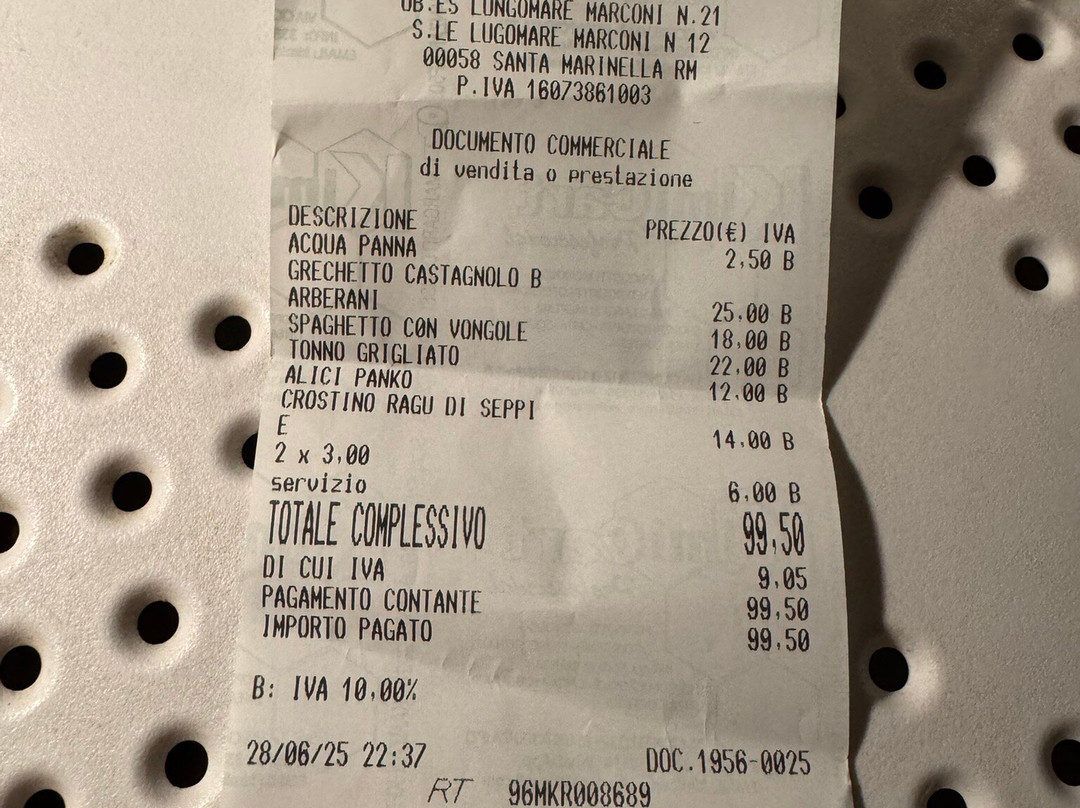 UB.ES LUNGOMARE MARCONI N.21
S.LE LUGOMARE MARCONI N 12
00058 SANTA MARINELLA RM
P.IVA 16073861003
DOCUMENTO COMMERCIALE
di vendita o prestazione
DESCRIZIONE PREZZO(€) IVA
ACQUA PANNA 2,50 B
GRECHETTO CASTAGNOLO B
ARBERANI 25,00 B
SPAGHETTO CON VONGOLE 18,00 B
TONNO GRIGLIATO 22,00 B
ALICI PANKO 12,00 B
CROSTINO RAGU DI SEPPI
E 14,00 B
2 x 3,00
servizio 6,00 B
TOTALE COMPLESSIVO 99,50
DI CUI IVA 9,05
PAGAMENTO CONTANTE 99,50
IMPORTO PAGATO 99,50
B: IVA 10,00%
28/06/25 22:37 DOC.1956-0025
RT 96MKR008689